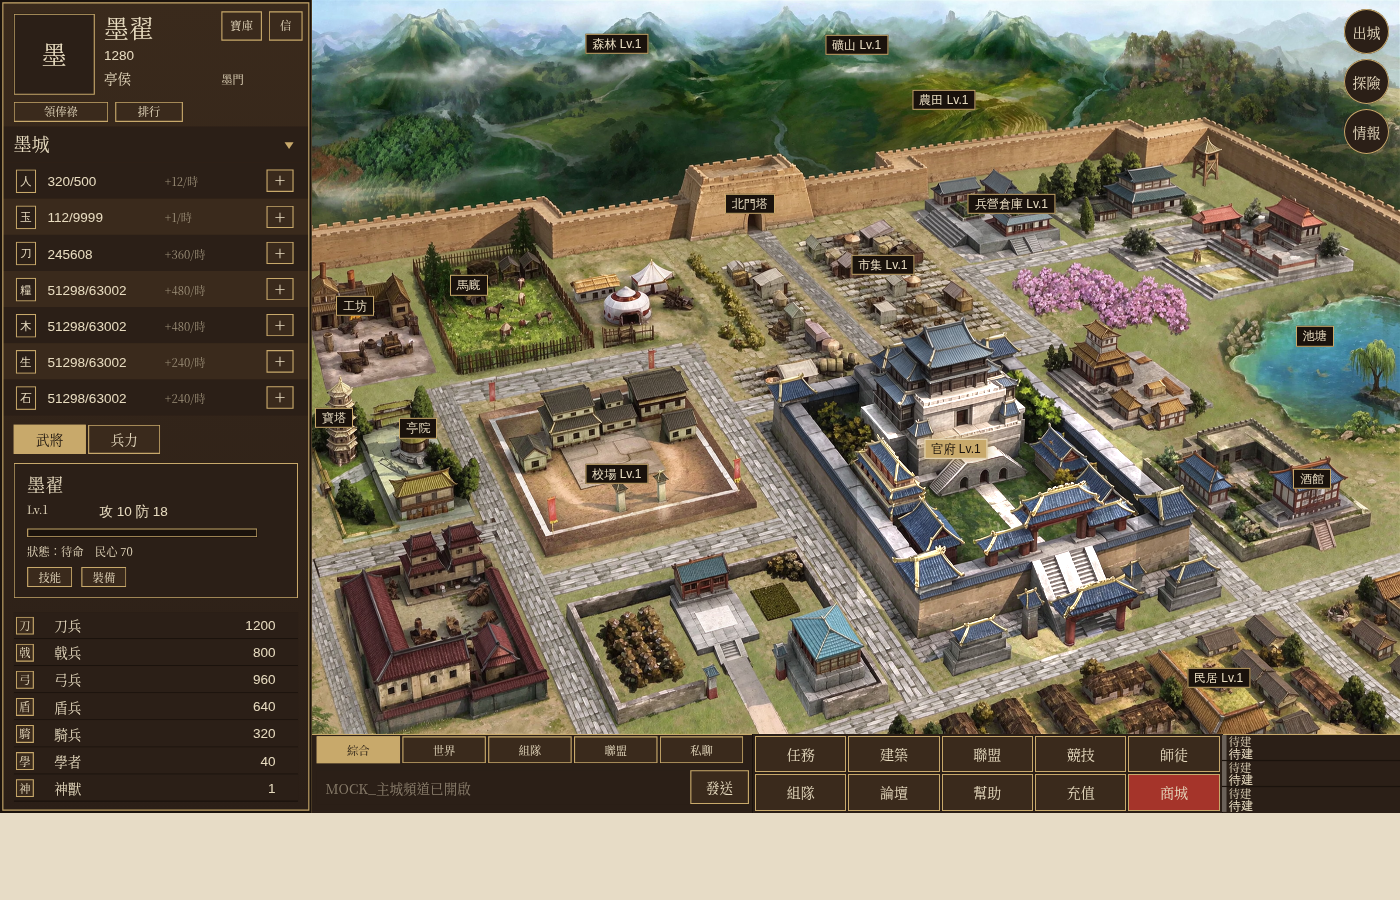 墨
墨翟
寶庫
信
1280
亭侯
墨門
領俸祿
排行
墨城
人 320/500 +12/時 +
玉 112/9999 +1/時 +
刀 245608 +360/時 +
糧 51298/63002 +480/時 +
木 51298/63002 +480/時 +
生 51298/63002 +240/時 +
石 51298/63002 +240/時 +
武將
兵力
墨翟
Lv.1 攻 10 防 18
狀態：待命 民心 70
技能
裝備
刀 刀兵 1200
戟 戟兵 800
弓 弓兵 960
盾 盾兵 640
騎 騎兵 320
學 學者 40
神 神獸 1
森林 Lv.1
礦山 Lv.1
農田 Lv.1
北門塔
兵營倉庫 Lv.1
市集 Lv.1
馬廄
工坊
池塘
寶塔
亭院
官府 Lv.1
校場 Lv.1
酒館
民居 Lv.1
出城
探險
情報
綜合
世界
組隊
聯盟
私聊
MOCK_主城頻道已開啟
發送
任務
建築
聯盟
競技
師徒
組隊
論壇
幫助
充值
商城
待建
待建
待建
待建
待建
待建